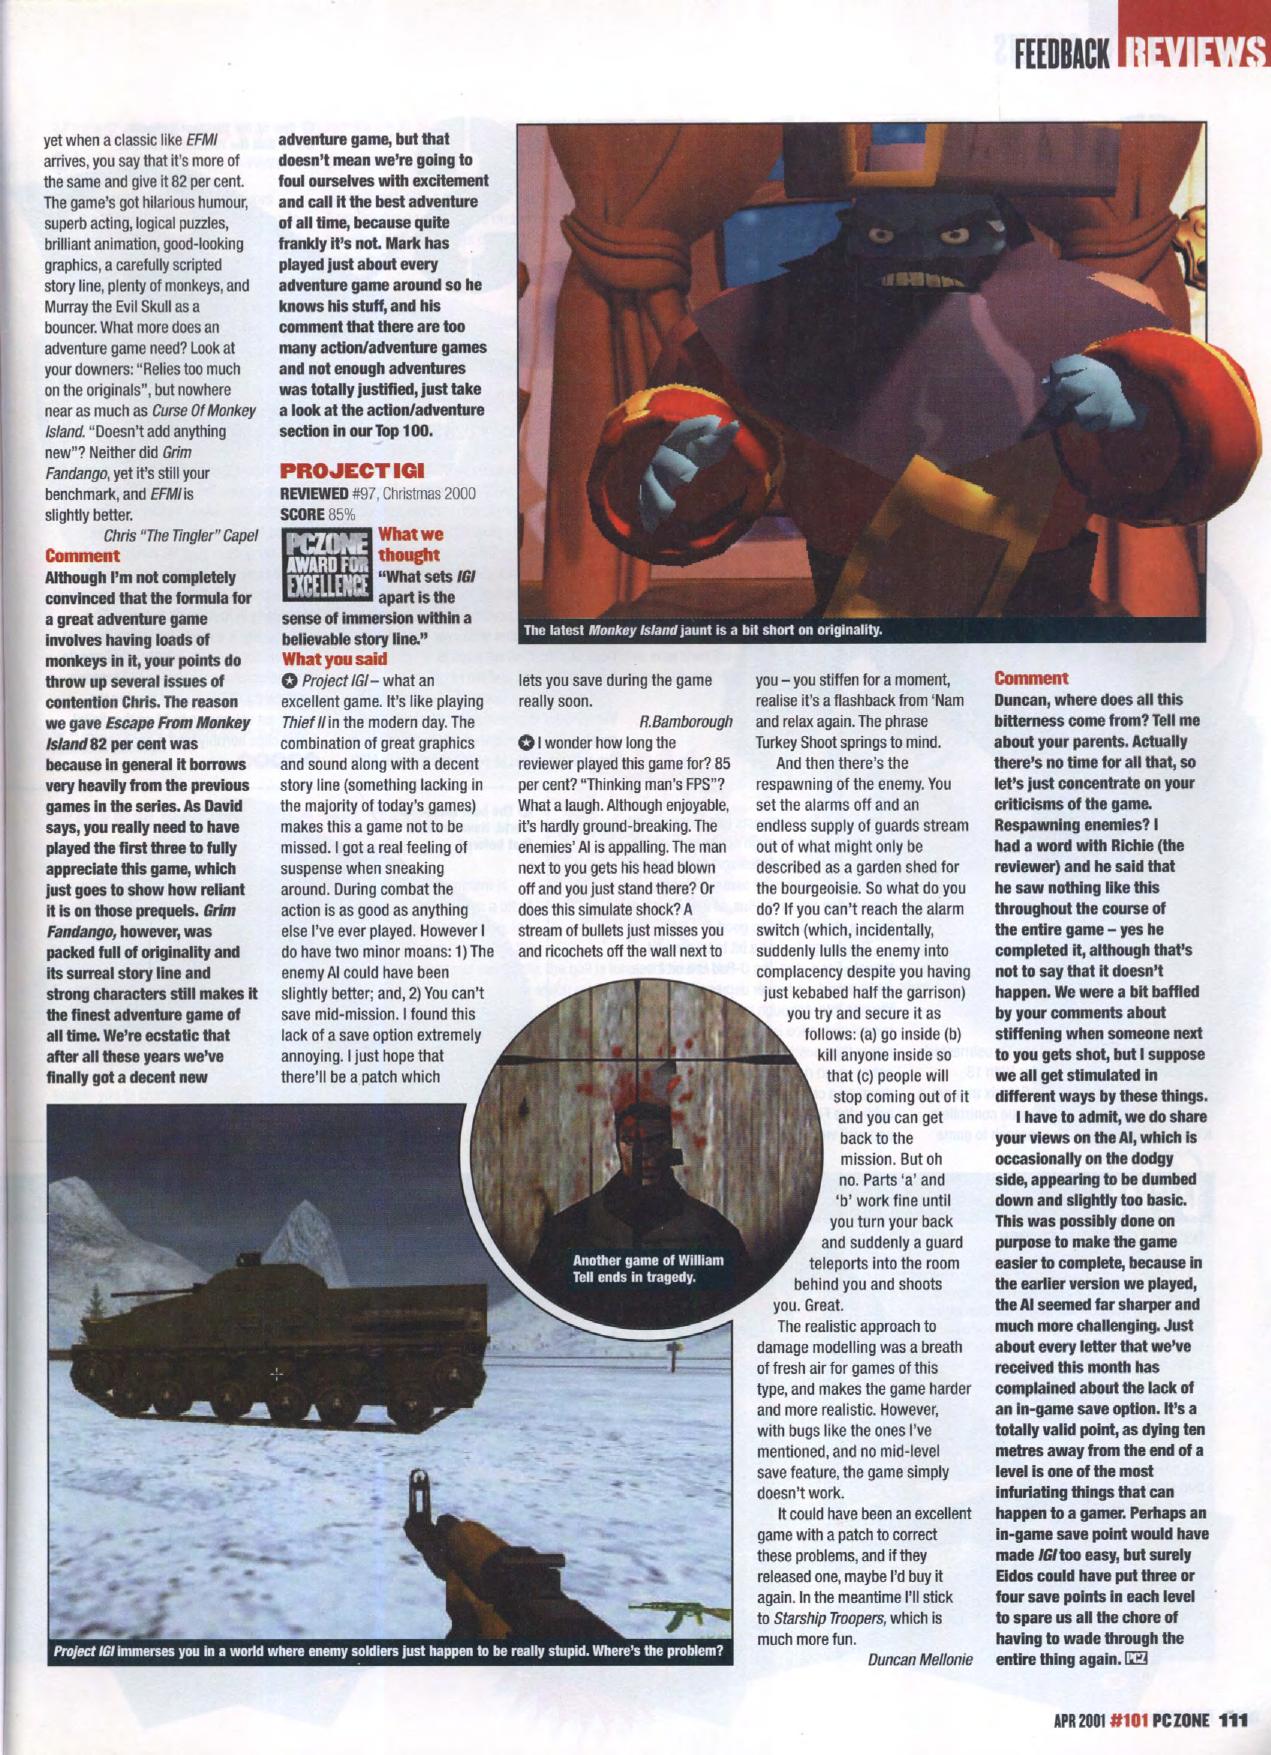 FEEDBACK REVIEWS
yet when a classic like EFMI
arrives, you say that it's more of
the same and give it 82 per cent.
The game's got hilarious humour,
superb acting, logical puzzles,
brilliant animation, good-looking
graphics, a carefully scripted
story line, plenty of monkeys, and
Murray the Evil Skull as a
bouncer. What more does an
adventure game need? Look at
your downers: "Relies too much
on the originals", but nowhere
near as much as Curse Of Monkey
Island. "Doesn't add anything
new"? Neither did Grim
Fandango, yet it's still your
benchmark, and EFMI is
slightly better.
Chris "The Tingler" Capel
Comment
Although I'm not completely
convinced that the formula for
a great adventure game
involves having loads of
monkeys in it, your points do
throw up several issues of
contention Chris. The reason
we gave Escape From Monkey
Island 82 per cent was
because in general it borrows
very heavily from the previous
games in the series. As David
says, you really need to have
played the first three to fully
appreciate this game, which
just goes to show how reliant
it is on those prequels. Grim
Fandango, however, was
packed full of originality and
its surreal story line and
strong characters still makes it
the finest adventure game of
all time. We're ecstatic that
after all these years we've
finally got a decent new
adventure game, but that
doesn't mean we're going to
foul ourselves with excitement
and call it the best adventure
of all time, because quite
frankly it's not. Mark has
played just about every
adventure game around so he
knows his stuff, and his
comment that there are too
many action/adventure games
and not enough adventures
was totally justified, just take
a look at the action/adventure
section in our Top 100.
PROJECT IGI
REVIEWED #97, Christmas 2000
SCORE 85%
PCZONE
AWARD FOR
EXCELLENCE
What we
thought
"What sets IGI
apart is the
sense of immersion within a
believable story line."
What you said
Project IGI – what an
excellent game. It's like playing
Thief II in the modern day. The
combination of great graphics
and sound along with a decent
story line (something lacking in
the majority of today's games)
makes this a game not to be
missed. I got a real feeling of
suspense when sneaking
around. During combat the
action is as good as anything
else I've ever played. However I
do have two minor moans: 1) The
enemy AI could have been
slightly better; and, 2) You can't
save mid-mission. I found this
lack of a save option extremely
annoying. I just hope that
there'll be a patch which
The latest Monkey Island jaunt is a bit short on originality.
lets you save during the game
really soon.
R.Bamborough
I wonder how long the
reviewer played this game for? 85
per cent? "Thinking man's FPS"?
What a laugh. Although enjoyable,
it's hardly ground-breaking. The
enemies' AI is appalling. The man
next to you gets his head blown
off and you just stand there? Or
does this simulate shock? A
stream of bullets just misses you
and ricochets off the wall next to
you – you stiffen for a moment,
realise it's a flashback from 'Nam
and relax again. The phrase
Turkey Shoot springs to mind.
And then there's the
respawning of the enemy. You
set the alarms off and an
endless supply of guards stream
out of what might only be
described as a garden shed for
the bourgeoisie. So what do you
do? If you can't reach the alarm
switch (which, incidentally,
suddenly lulls the enemy into
complacency despite you having
just kebabed half the garrison)
you try and secure it as
follows: (a) go inside (b)
kill anyone inside so
that (c) people will
stop coming out of it
and you can get
back to the
mission. But oh
no. Parts 'a' and
'b' work fine until
you turn your back
and suddenly a guard
teleports into the room
behind you and shoots
you. Great.
The realistic approach to
damage modelling was a breath
of fresh air for games of this
type, and makes the game harder
and more realistic. However,
with bugs like the ones I've
mentioned, and no mid-level
save feature, the game simply
doesn't work.
It could have been an excellent
game with a patch to correct
these problems, and if they
released one, maybe I'd buy it
again. In the meantime I'll stick
to Starship Troopers, which is
much more fun.
Duncan Mellonie
Comment
Duncan, where does all this
bitterness come from? Tell me
about your parents. Actually
there's no time for all that, so
let's just concentrate on your
criticisms of the game.
Respawning enemies? I
had a word with Richie (the
reviewer) and he said that
he saw nothing like this
throughout the course of
the entire game – yes he
completed it, although that's
not to say that it doesn't
happen. We were a bit baffled
by your comments about
stiffening when someone next
to you gets shot, but I suppose
we all get stimulated in
different ways by these things.
I have to admit, we do share
your views on the AI, which is
occasionally on the dodgy
side, appearing to be dumbed
down and slightly too basic.
This was possibly done on
purpose to make the game
easier to complete, because in
the earlier version we played,
the AI seemed far sharper and
much more challenging. Just
about every letter that we've
received this month has
complained about the lack of
an in-game save option. It's a
totally valid point, as dying ten
metres away from the end of a
level is one of the most
infuriating things that can
happen to a gamer. Perhaps an
in-game save point would have
made IGI too easy, but surely
Eidos could have put three or
four save points in each level
to spare us all the chore of
having to wade through the
entire thing again. PCZ
Another game of William
Tell ends in tragedy.
Project IGI immerses you in a world where enemy soldiers just happen to be really stupid. Where's the problem?
APR 2001 #101 PC ZONE 111